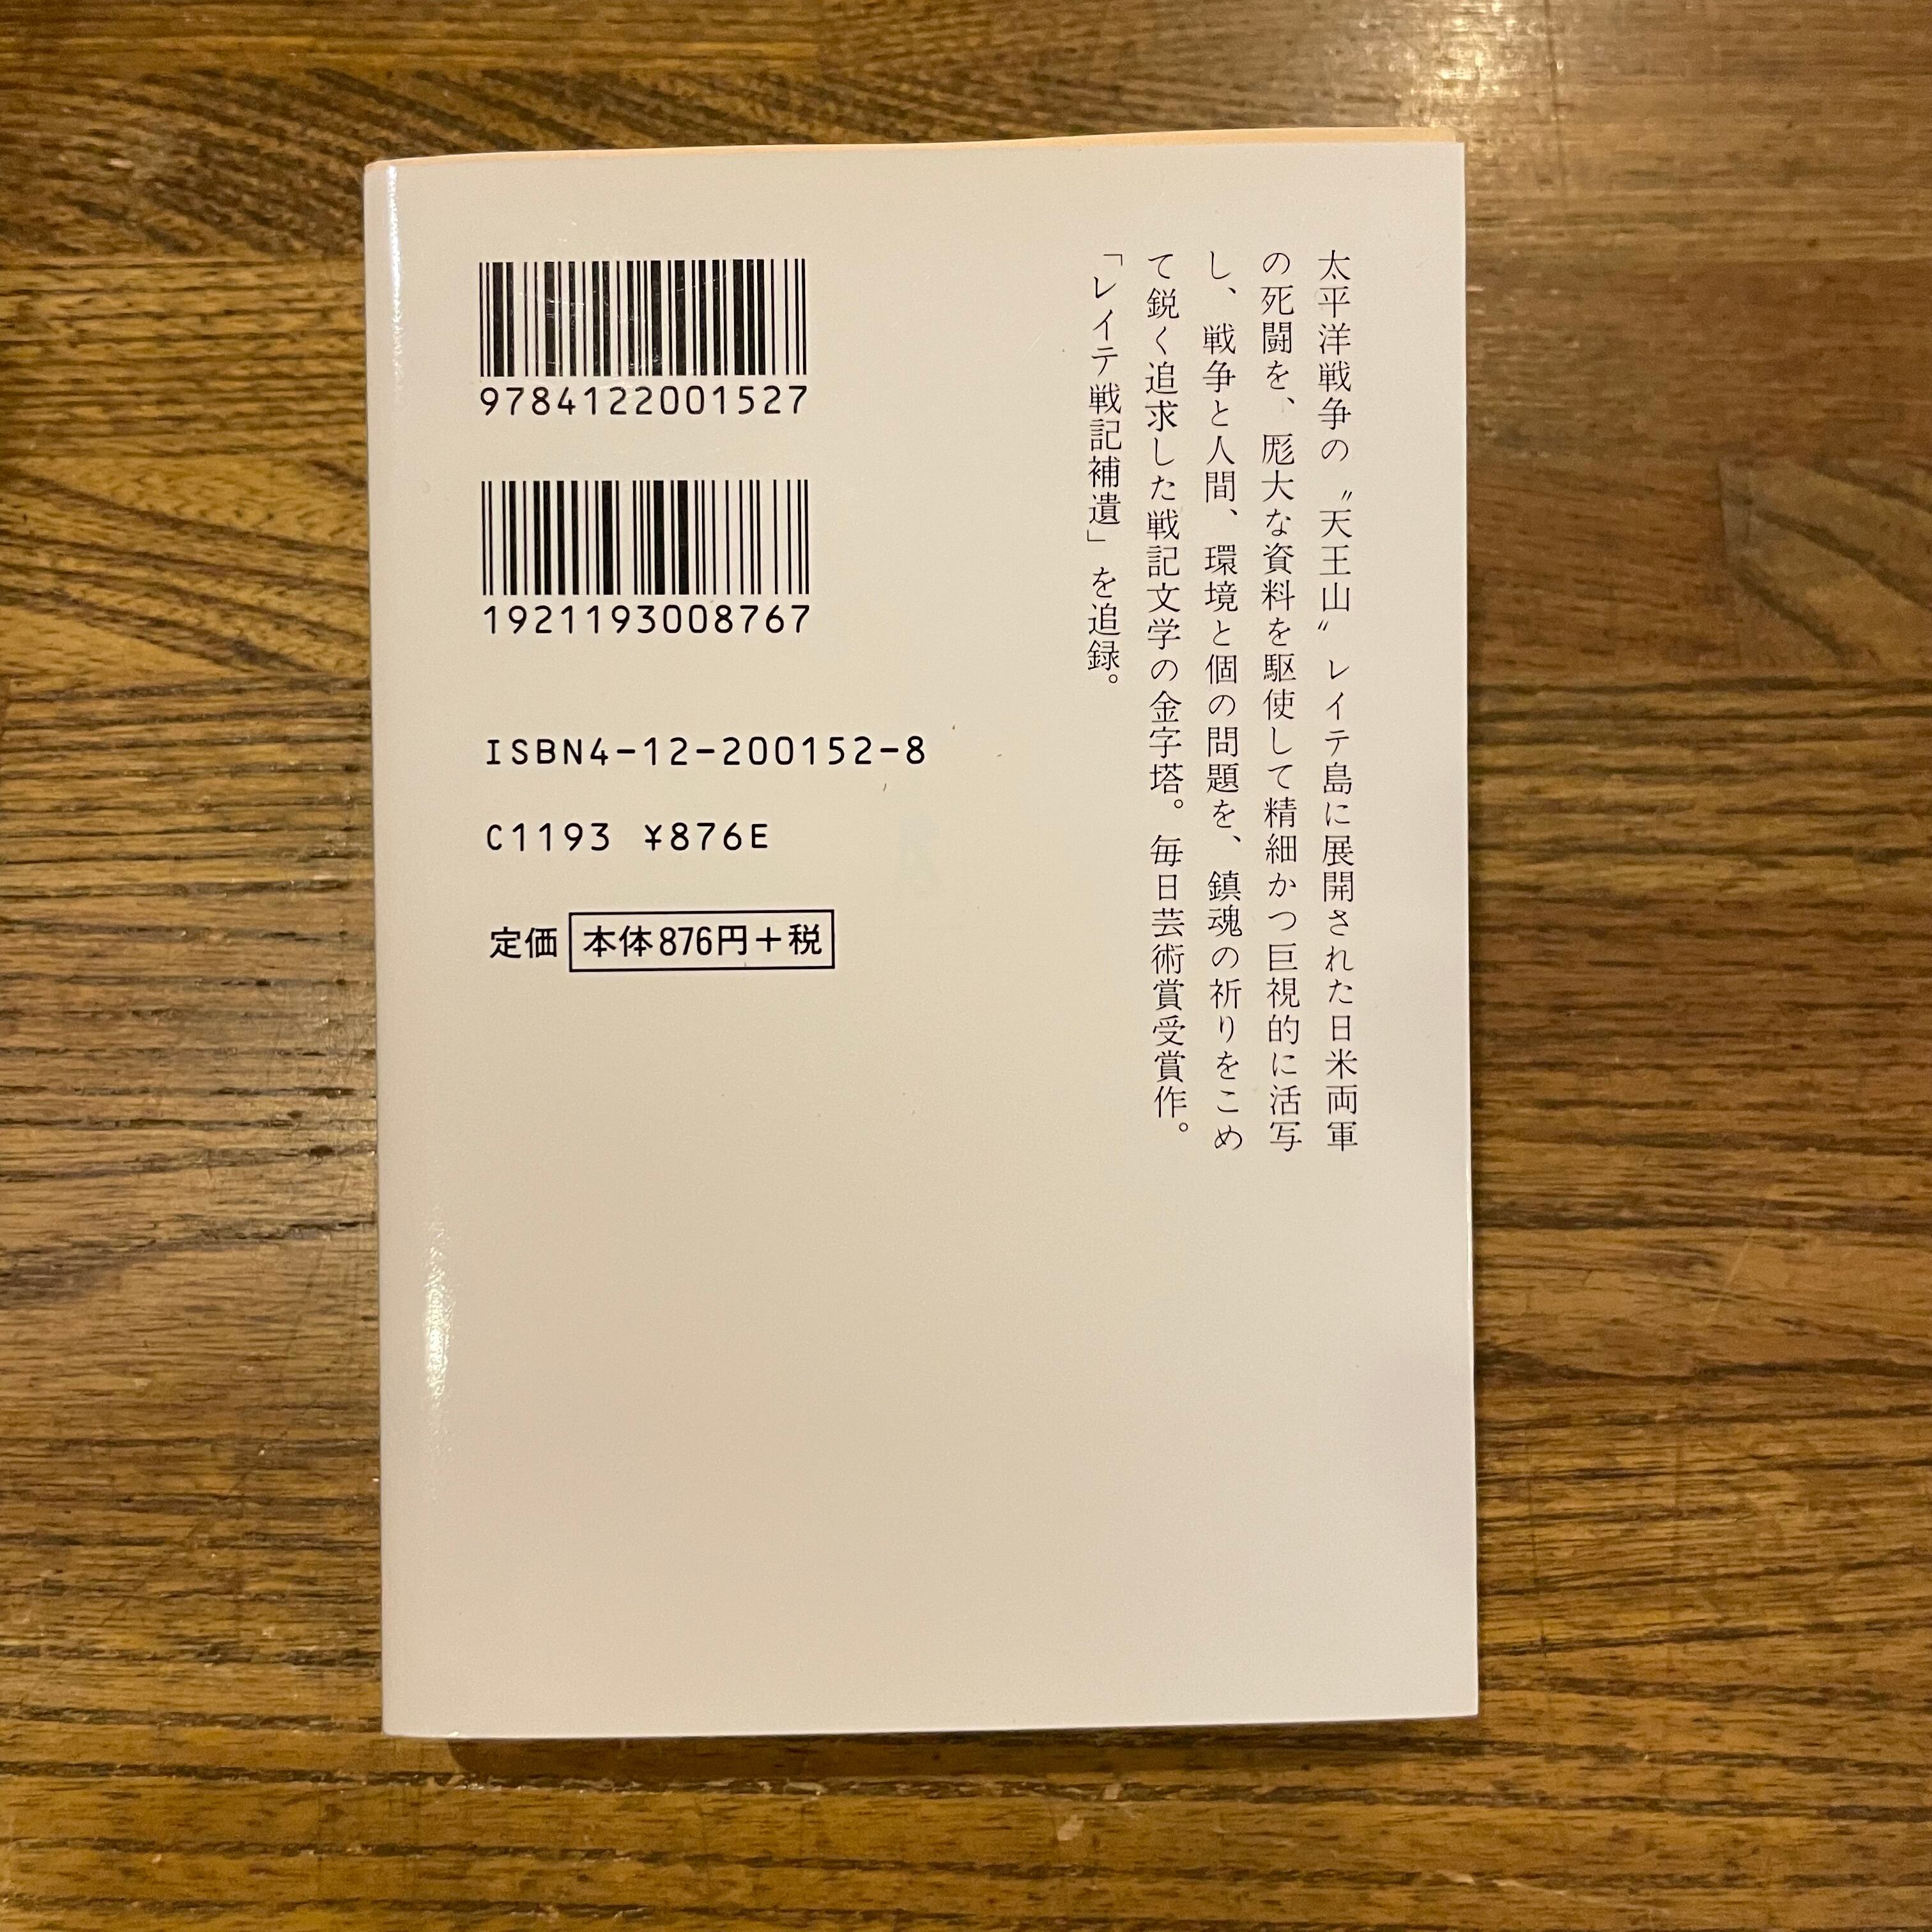 太平洋戦争の〝天王山〟レイテ島に展開された日米両軍
の死闘を、厖大な資料を駆使して精細かつ巨視的に活写
し、戦争と人間、環境と個の問題を、鎮魂の祈りをこめ
て鋭く追求した戦記文学の金字塔。毎日芸術賞受賞作。
「レイテ戦記補遺」を追録。
9784122001527
1921193008767
ISBN4-12-200152-8
C1193 ¥876E
定価 本体876円+税